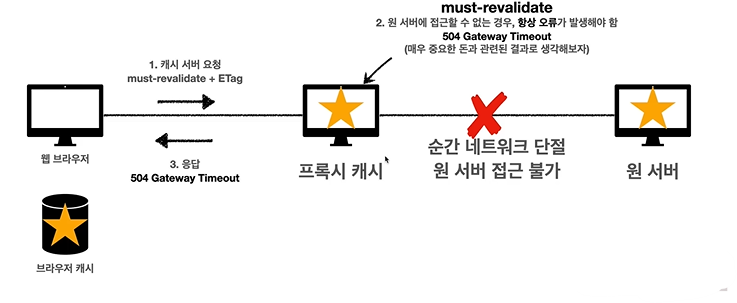 must-revalidate
2. 원 서버에 접근할 수 없는 경우, 항상 오류가 발생해야 함
504 Gateway Timeout
(매우 중요한 돈과 관련된 결과로 생각해보자)
1. 캐시 서버 요청
must-revalidate + ETag
웹 브라우저
3. 응답
504 Gateway Timeout
프록시 캐시
순간 네트워크 단절
원 서버 접근 불가
원 서버
브라우저 캐시